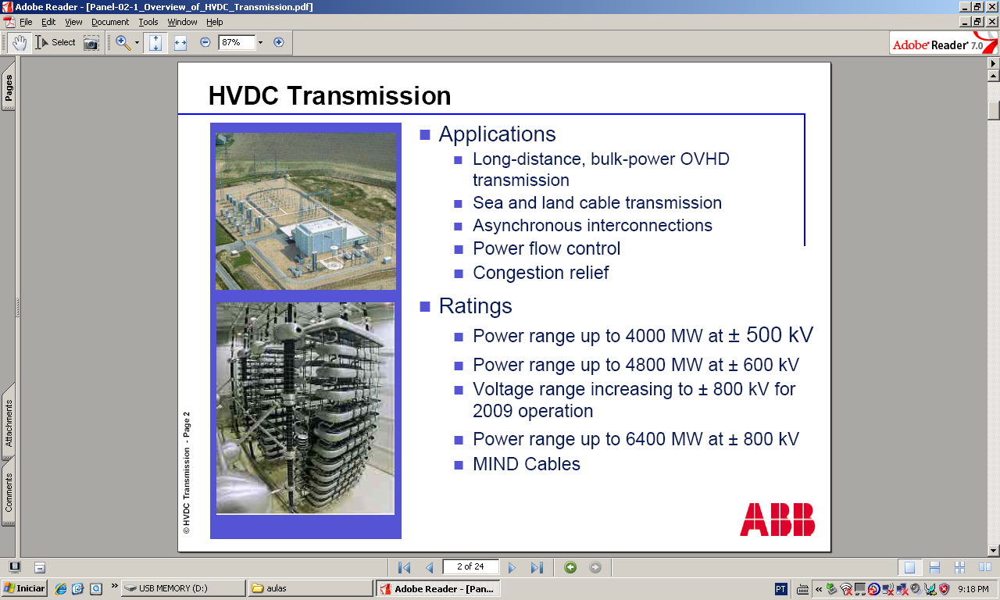 Adobe Reader - [Panel-02-1_Overview_of_HVDC_Transmission.pdf]
File Edit View Document Tools Window Help
Select
87%
Adobe Reader 7.0
Pages
Attachments
Comments
HVDC Transmission
Applications
Long-distance, bulk-power OVHD
transmission
Sea and land cable transmission
Asynchronous interconnections
Power flow control
Congestion relief
Ratings
Power range up to 4000 MW at ± 500 kV
Power range up to 4800 MW at ± 600 kV
Voltage range increasing to ± 800 kV for
2009 operation
Power range up to 6400 MW at ± 800 kV
MIND Cables
© HVDC Transmission - Page 2
ABB
2 of 24
Iniciar
USB MEMORY (D:)
aulas
Adobe Reader - [Pan...
PT
9:18 PM